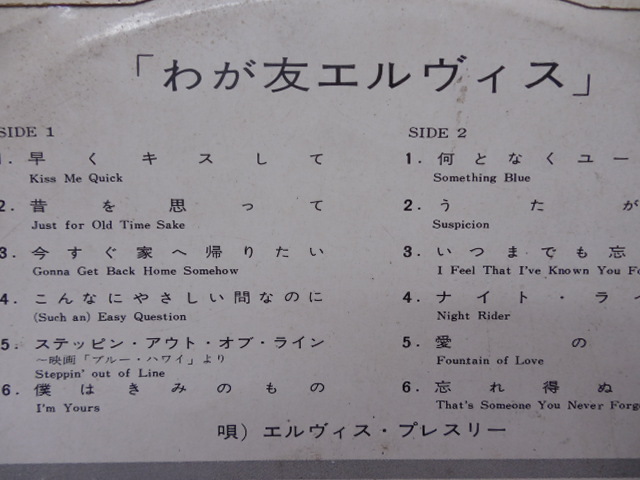 「わが友エルヴィス」
SIDE 1
1. 早くキスして
Kiss Me Quick
2. 昔を思って
Just for Old Time Sake
3. 今すぐ家へ帰りたい
Gonna Get Back Home Somehow
4. こんなにやさしい問なのに
(Such an) Easy Question
5. ステッピン・アウト・オブ・ライン
～映画「ブルー・ハワイ」より
Steppin' out of Line
6. 僕はきみのもの
I'm Yours
SIDE 2
1. 何となくユー
Something Blue
2. うたが
Suspicion
3. いつまでも忘
I Feel That I've Known You
4. ナイト・ラ
Night Rider
5. 愛の
Fountain of Love
6. 忘れ得ぬ
That's Someone You Never
唄) エルヴィス・プレスリー